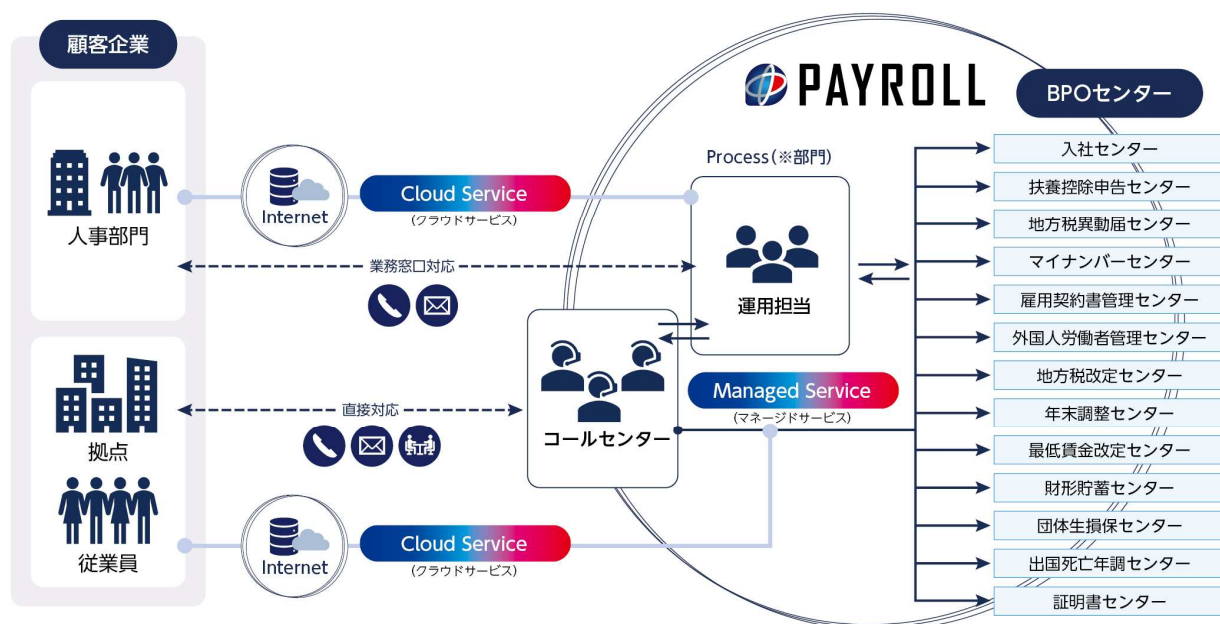 顧客企業
人事部門
拠点
従業員
Internet
Cloud Service
(クラウドサービス)
業務窓口対応
直接対応
Internet
Cloud Service
(クラウドサービス)
PAYROLL
Process(※部門)
運用担当
コールセンター
Managed Service
(マネージドサービス)
BPOセンター
入社センター
扶養控除申告センター
地方税異動届センター
マイナンバーセンター
雇用契約書管理センター
外国人労働者管理センター
地方税改定センター
年末調整センター
最低賃金改定センター
財形貯蓄センター
団体生損保センター
出国死亡年調センター
証明書センター